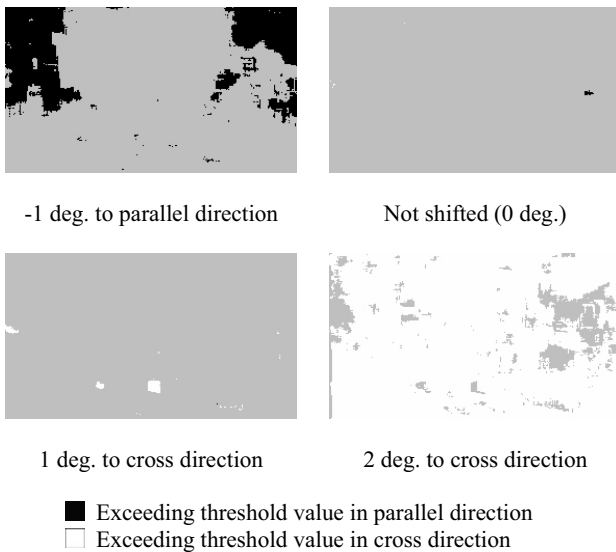 -1 deg. to parallel direction
Not shifted (0 deg.)
1 deg. to cross direction
2 deg. to cross direction
Exceeding threshold value in parallel direction
Exceeding threshold value in cross direction